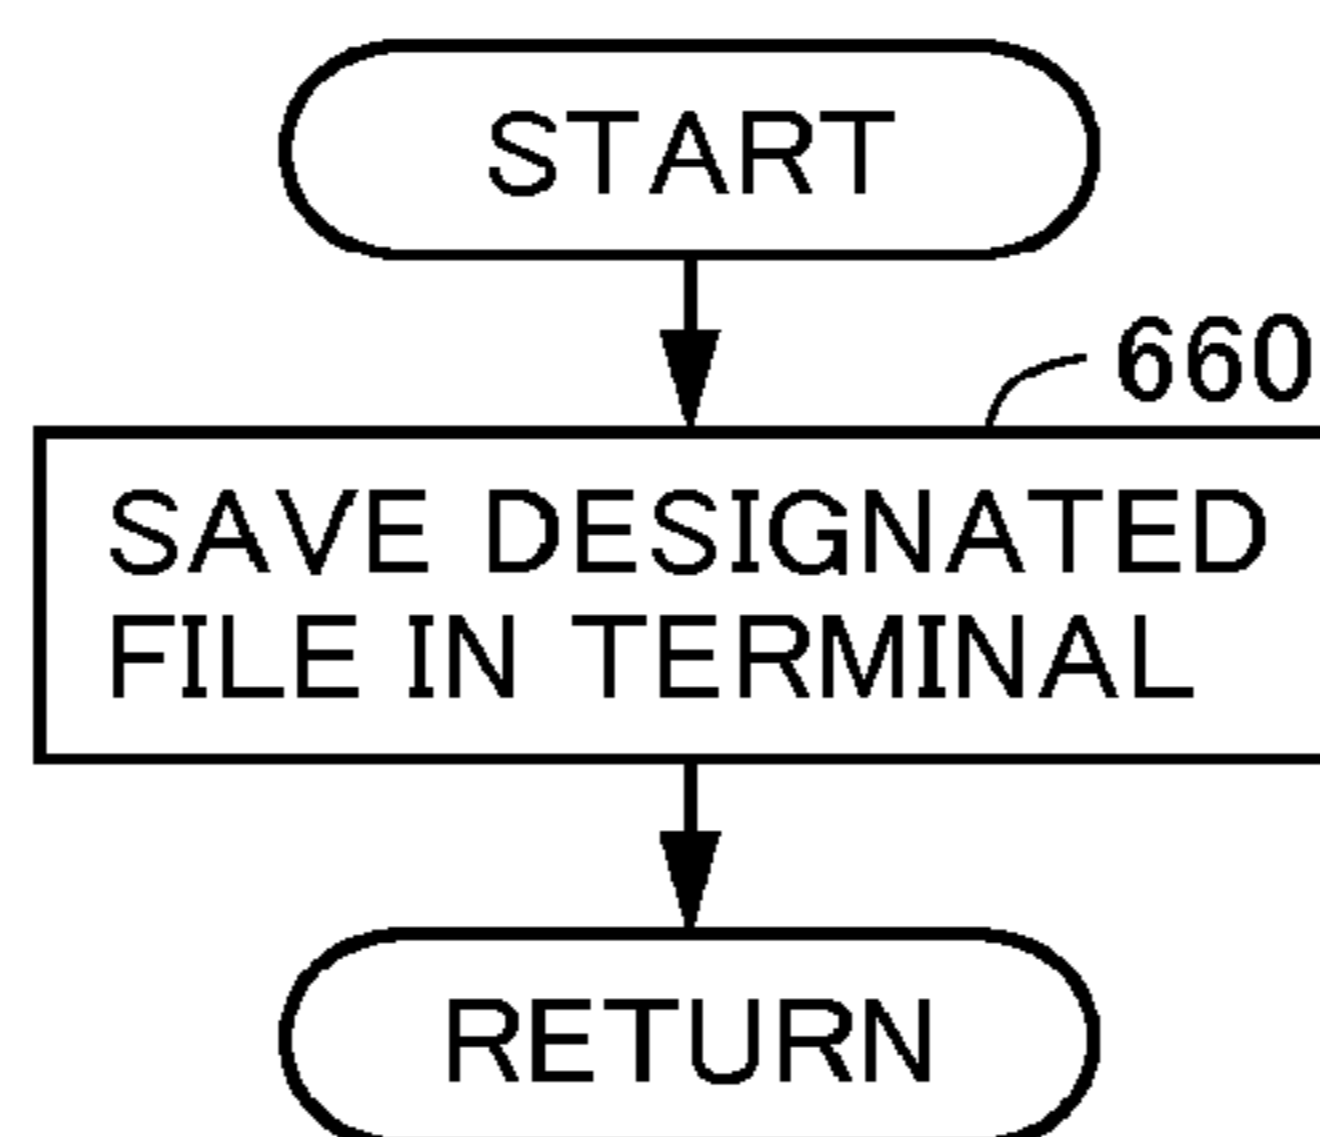 START
660
SAVE DESIGNATED
FILE IN TERMINAL
RETURN